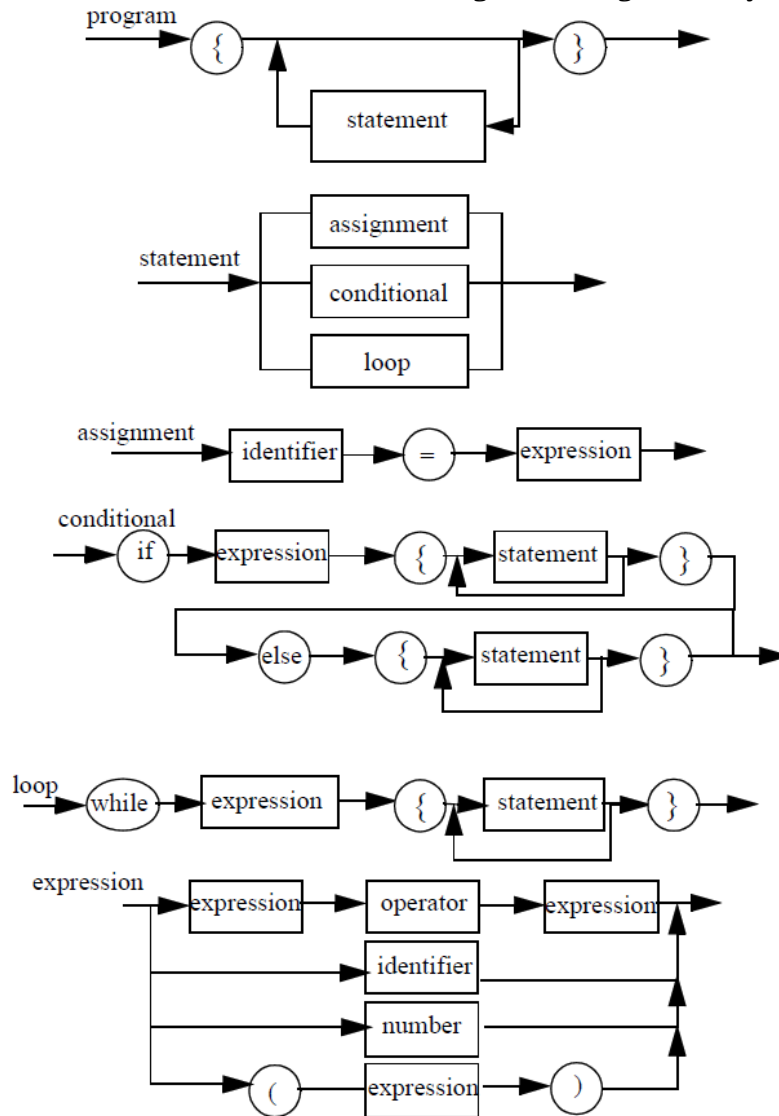 program
{ }
statement
assignment
statement
conditional
loop
assignment
identifier = expression
conditional
if expression { statement }
else { statement }
loop
while expression { statement }
expression
expression operator expression
identifier
number
( expression )